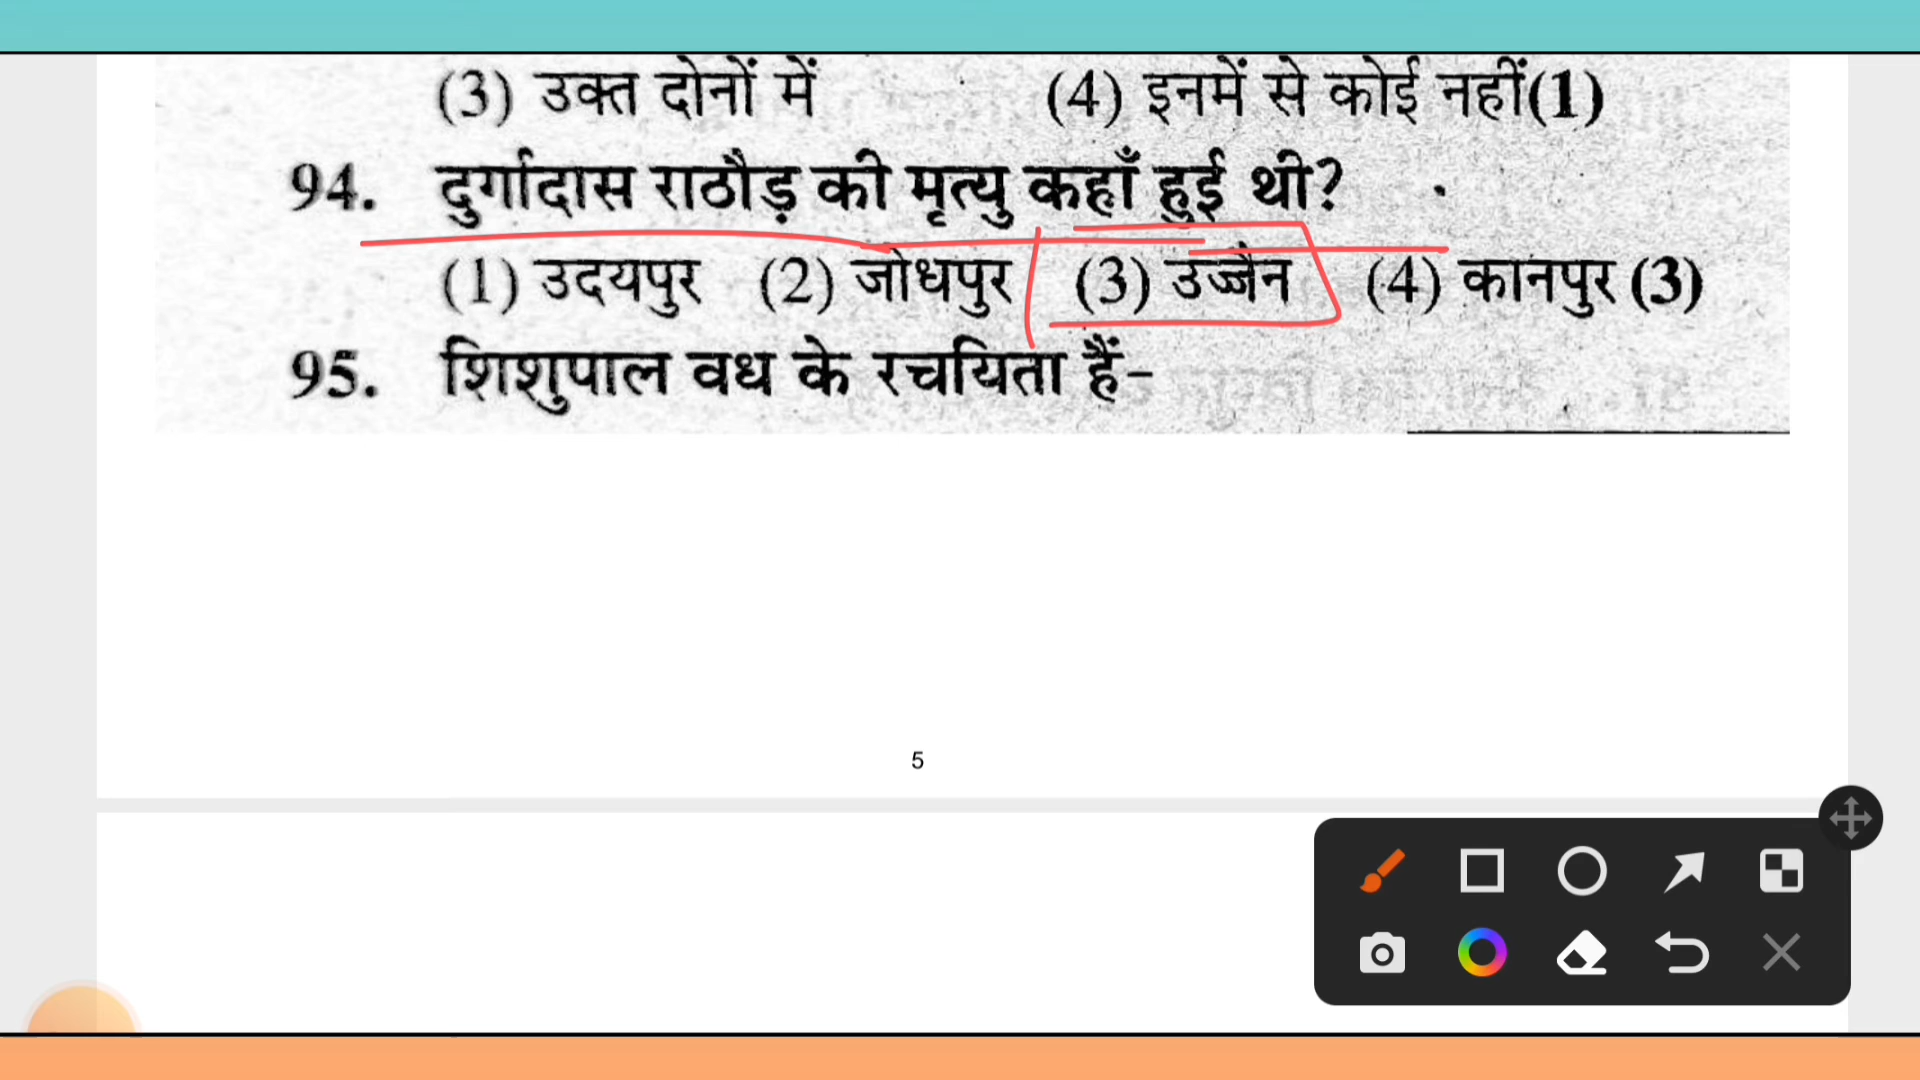 (3) उक्त दोनों में (4) इनमें से कोई नहीं(1)
94. दुर्गादास राठौड़ की मृत्यु कहाँ हुई थी?
(1) उदयपुर (2) जोधपुर (3) उज्जैन (4) कानपुर (3)
95. शिशुपाल वध के रचयिता हैं-
5